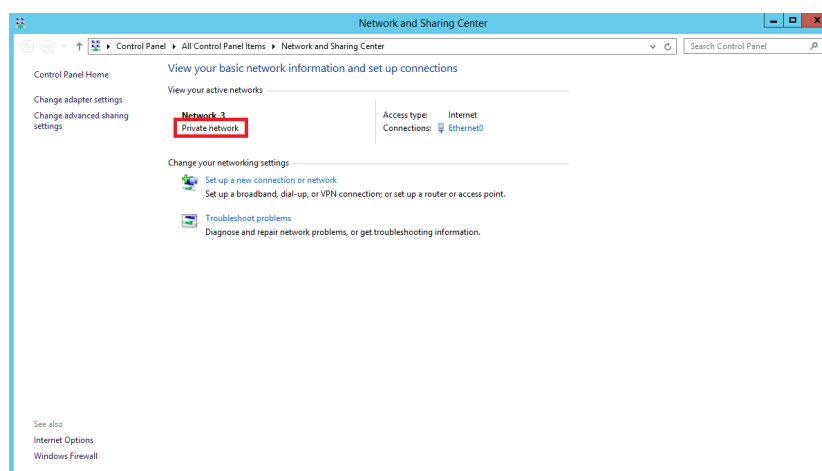 Network and Sharing Center
Control Panel ▸ All Control Panel Items ▸ Network and Sharing Center
Search Control Panel
Control Panel Home
Change adapter settings
Change advanced sharing
settings
View your basic network information and set up connections
View your active networks
Network 3
Private network
Access type: Internet
Connections: Ethernet0
Change your networking settings
Set up a new connection or network
Set up a broadband, dial-up, or VPN connection; or set up a router or access point.
Troubleshoot problems
Diagnose and repair network problems, or get troubleshooting information.
See also
Internet Options
Windows Firewall